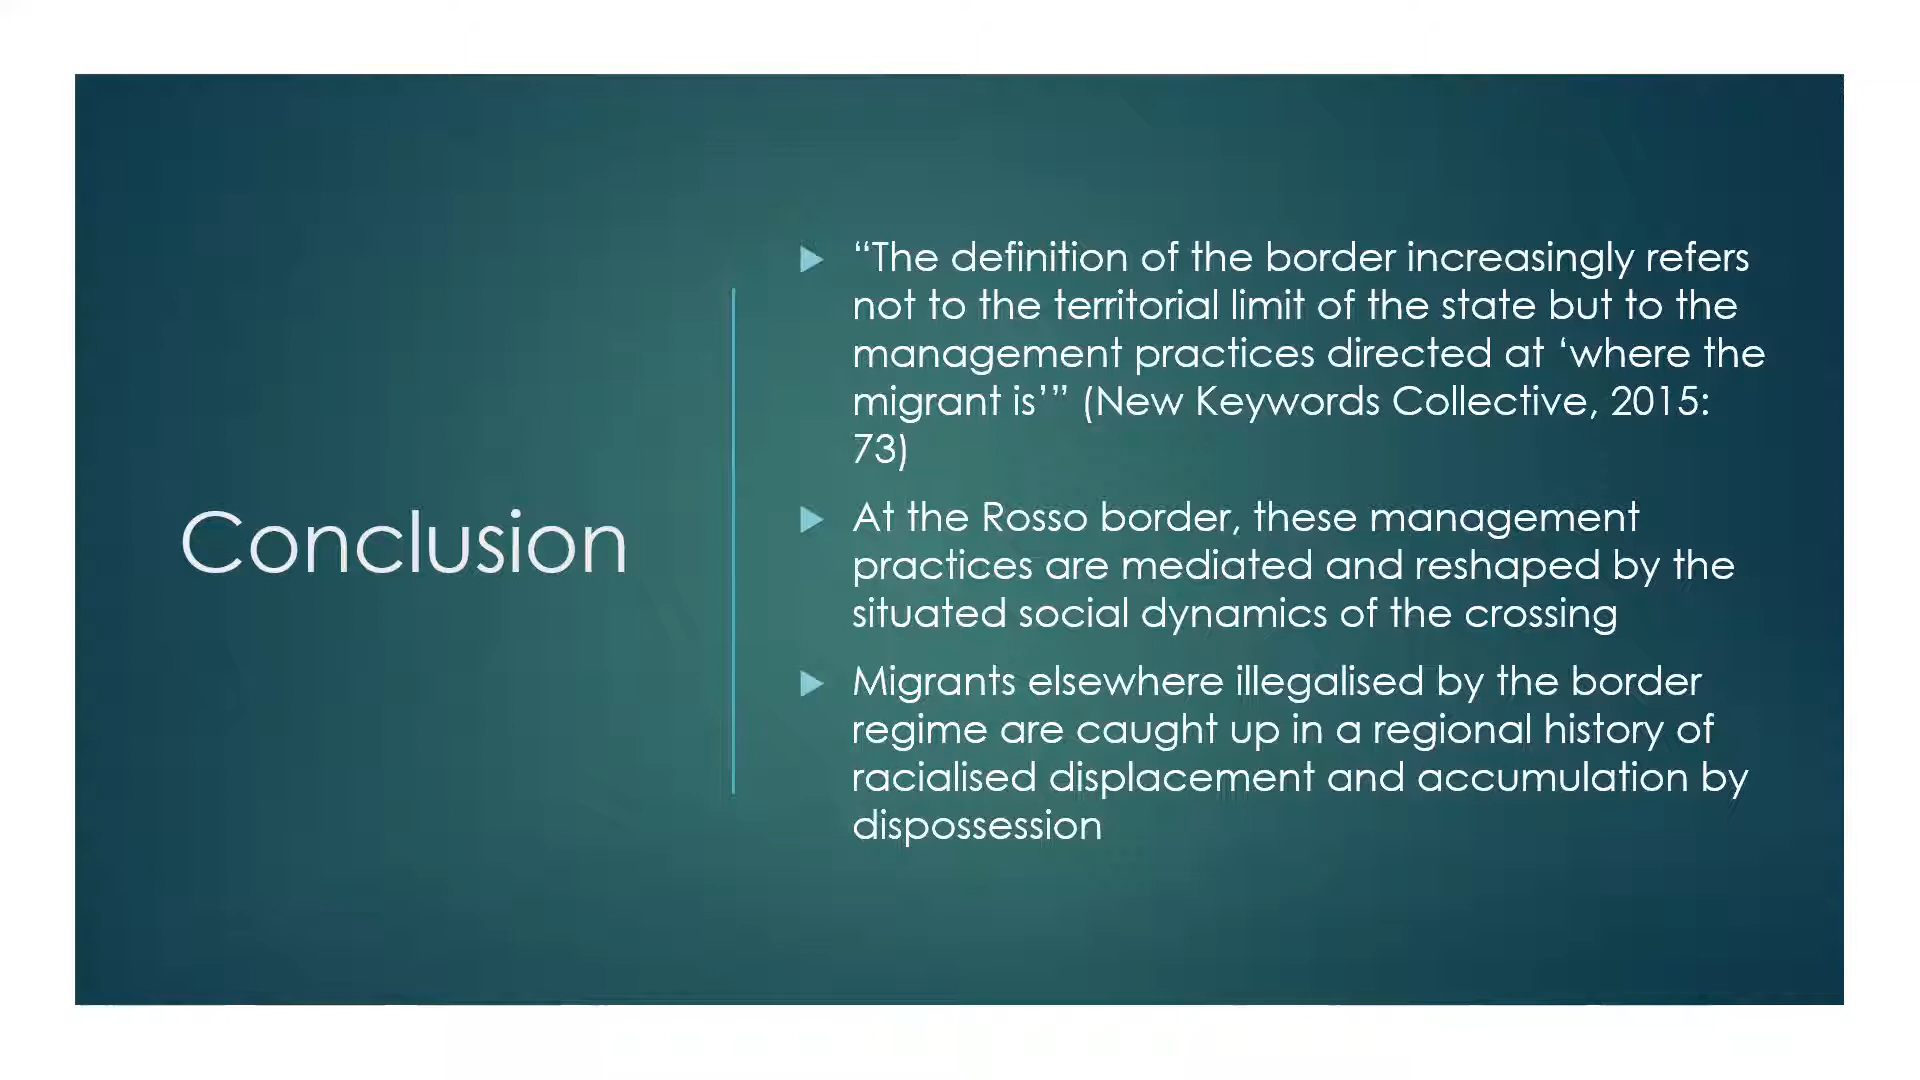 Conclusion
“The definition of the border increasingly refers
not to the territorial limit of the state but to the
management practices directed at ‘where the
migrant is’” (New Keywords Collective, 2015:
73)
At the Rosso border, these management
practices are mediated and reshaped by the
situated social dynamics of the crossing
Migrants elsewhere illegalised by the border
regime are caught up in a regional history of
racialised displacement and accumulation by
dispossession